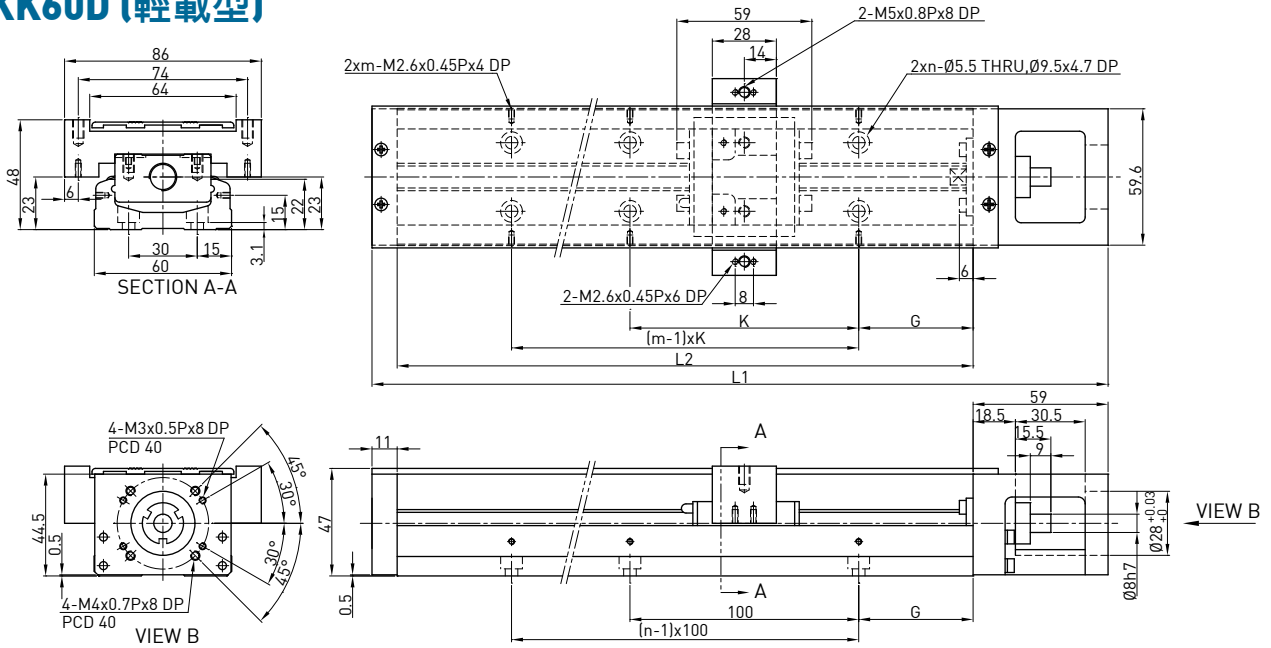 KK60D (輕載型)
86
74
64
48
23
6
15
22
23
30
15
3.1
60
SECTION A-A
59
28
14
2-M5x0.8Px8 DP
2xm-M2.6x0.45Px4 DP
2xn-Ø5.5 THRU,Ø9.5x4.7 DP
59.6
6
2-M2.6x0.45Px6 DP
8
K
G
(m-1)xK
L2
L1
4-M3x0.5Px8 DP
PCD 40
45°
30°
30°
45°
44.5
0.5
4-M4x0.7Px8 DP
PCD 40
VIEW B
11
47
0.5
A
A
100
G
(n-1)x100
59
18.5
30.5
15.5
9
Ø28 +0.03 +0
Ø8h7
VIEW B